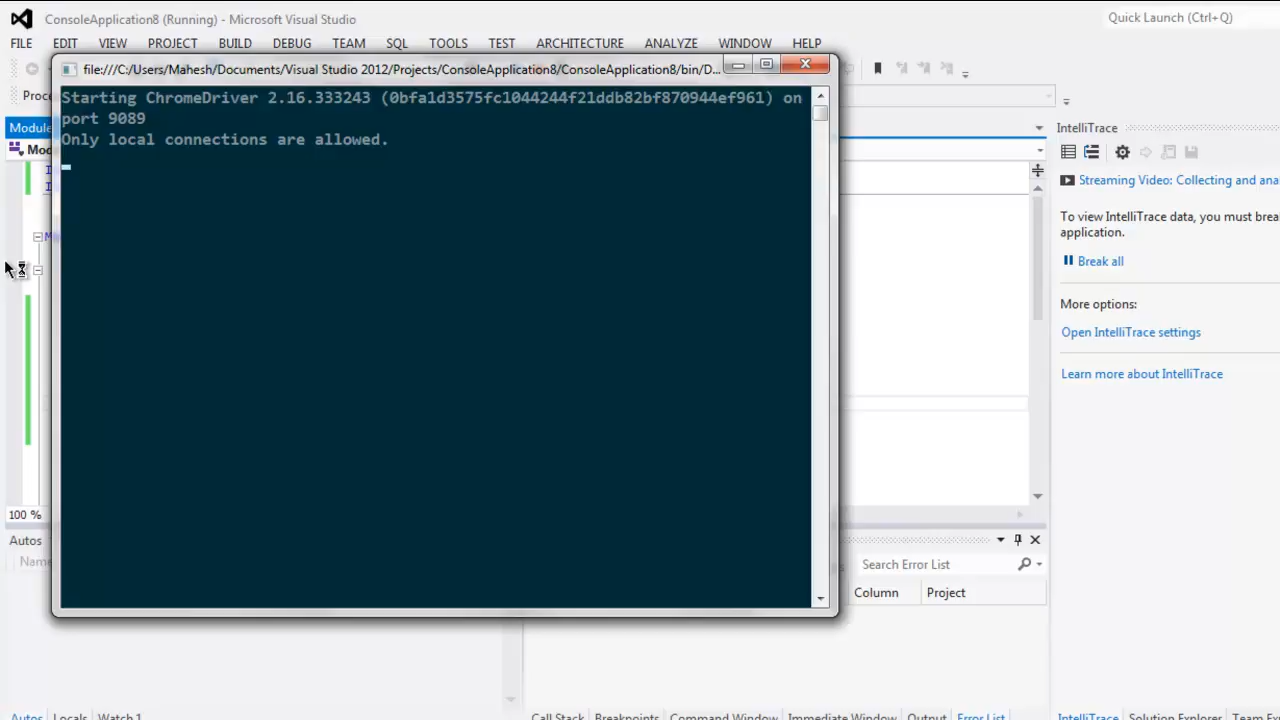 ConsoleApplication8 (Running) - Microsoft Visual Studio
Quick Launch (Ctrl+Q)
FILE EDIT VIEW PROJECT BUILD DEBUG TEAM SQL TOOLS TEST ARCHITECTURE ANALYZE WINDOW HELP
file:///C:/Users/Mahesh/Documents/Visual Studio 2012/Projects/ConsoleApplication8/ConsoleApplication8/bin/D...
Starting ChromeDriver 2.16.333243 (0bfa1d3575fc1044244f21ddb82bf870944ef961) on
port 9089
Only local connections are allowed.
Proce
Module
Mod
100 %
Autos
Name
IntelliTrace
Streaming Video: Collecting and ana
To view IntelliTrace data, you must brea
application.
Break all
More options:
Open IntelliTrace settings
Learn more about IntelliTrace
Search Error List
Column Project
Autos Locals Watch 1
Call Stack Breakpoints Command Window Immediate Window Output Error List
IntelliTrace Solution Explorer Team Ex